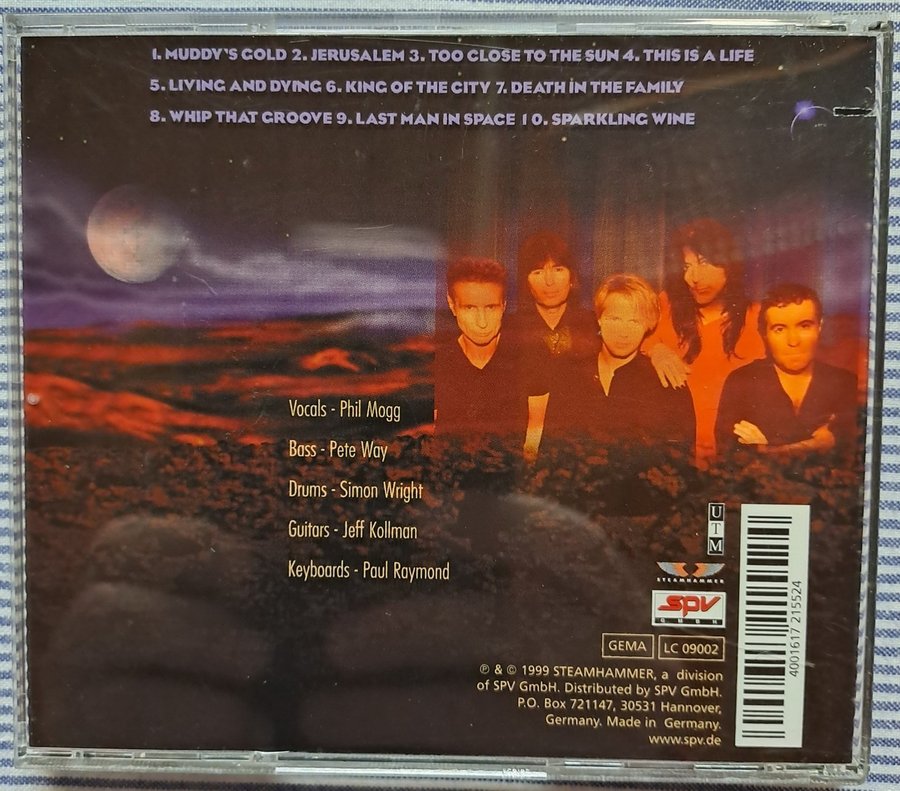 1. MUDDY'S GOLD 2. JERUSALEM 3. TOO CLOSE TO THE SUN 4. THIS IS A LIFE
5. LIVING AND DYING 6. KING OF THE CITY 7. DEATH IN THE FAMILY
8. WHIP THAT GROOVE 9. LAST MAN IN SPACE 10. SPARKLING WINE
Vocals - Phil Mogg
Bass - Pete Way
Drums - Simon Wright
Guitars - Jeff Kollman
Keyboards - Paul Raymond
UTM
STEAMHAMMER
spv
GMBH
GEMA
LC 09002
4001617 215524
℗ & © 1999 STEAMHAMMER, a division
of SPV GmbH. Distributed by SPV GmbH.
P.O. Box 721147, 30531 Hannover,
Germany. Made in Germany.
www.spv.de